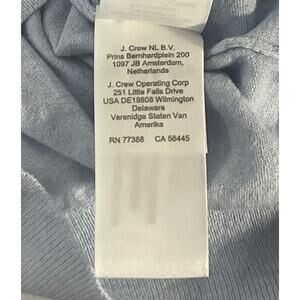 J. Crew NL B.V.
Prins Bernhardplein 200
1097 JB Amsterdam,
Netherlands
J. Crew Operating Corp
251 Little Falls Drive
USA DE19808 Wilmington
Delaware
Verenidge Staten Van
Amerika
RN 77388 CA 56445